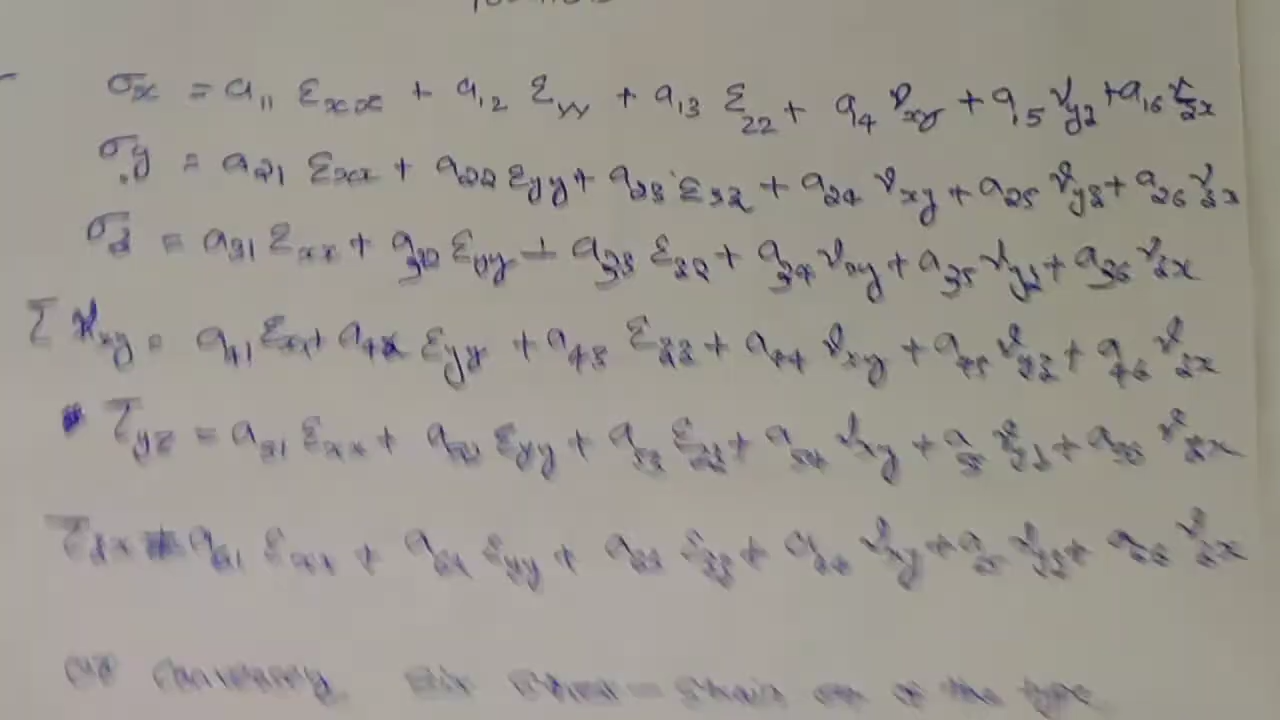 σx = a11 εxx + a12 εyy + a13 εzz + a14 γxy + a15 γyz + a16 γzx
σy = a21 εxx + a22 εyy + a23 εzz + a24 γxy + a25 γyz + a26 γzx
σz = a31 εxx + a32 εyy + a33 εzz + a34 γxy + a35 γyz + a36 γzx
τxy = a41 εxx + a42 εyy + a43 εzz + a44 γxy + a45 γyz + a46 γzx
τyz = a51 εxx + a52 εyy + a53 εzz + a54 γxy + a55 γyz + a56 γzx
τzx = a61 εxx + a62 εyy + a63 εzz + a64 γxy + a65 γyz + a66 γzx
six - of the type